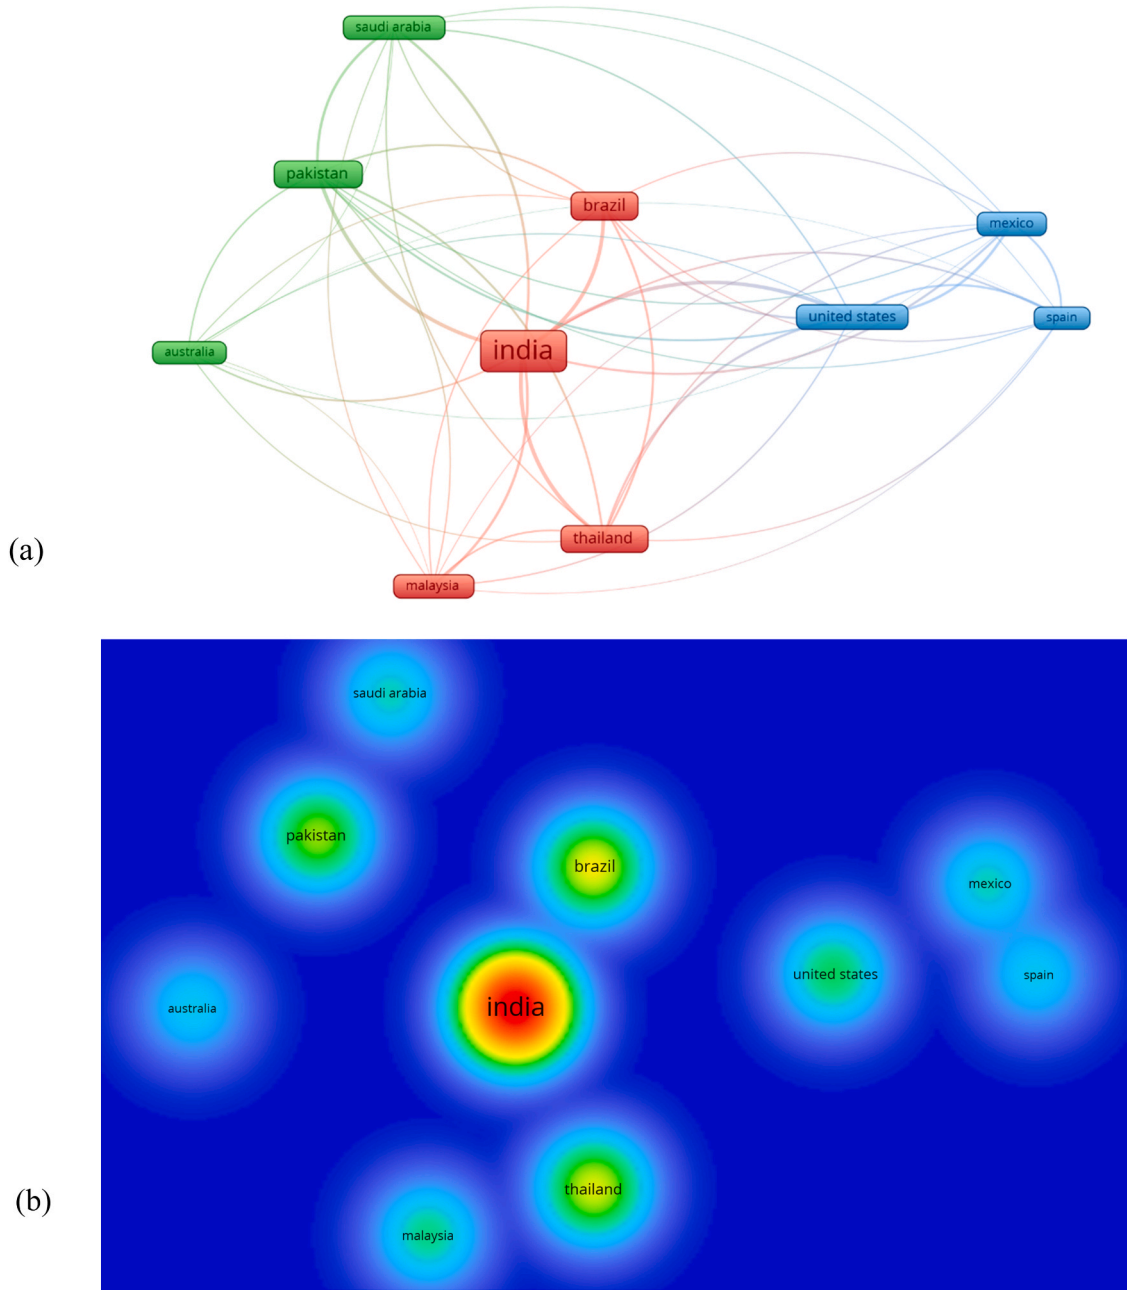 saudi arabia
pakistan
brazil
mexico
united states
spain
india
australia
thailand
(a)
malaysia
saudi arabia
pakistan
brazil
mexico
united states
spain
india
australia
thailand
(b)
malaysia